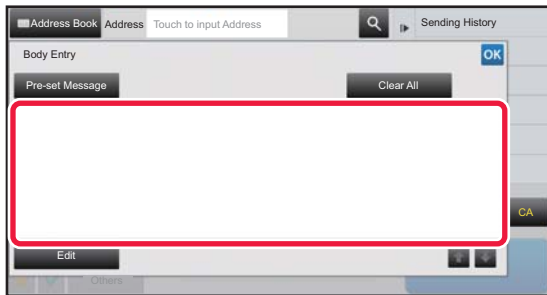 Address Book Address Touch to input Address Sending History
Body Entry OK
Pre-set Message Clear All
CA
Edit
Others